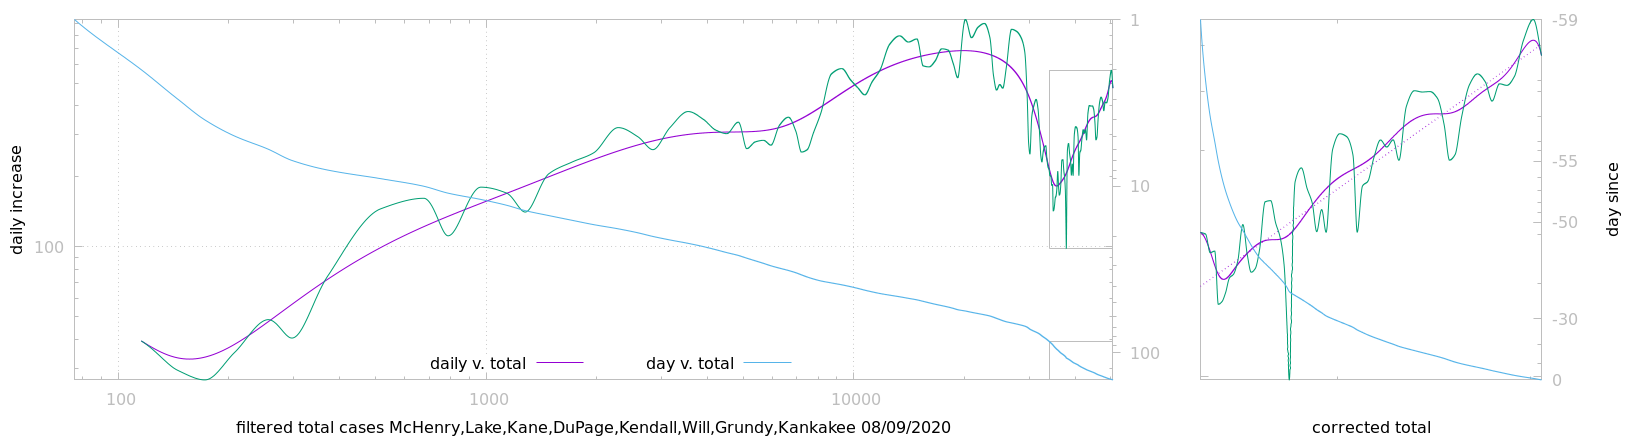 1
-59
daily increase
-55
10
-50
day since
100
-30
daily v. total
day v. total
100
0
100
1000
10000
filtered total cases McHenry,Lake,Kane,DuPage,Kendall,Will,Grundy,Kankakee 08/09/2020
corrected total